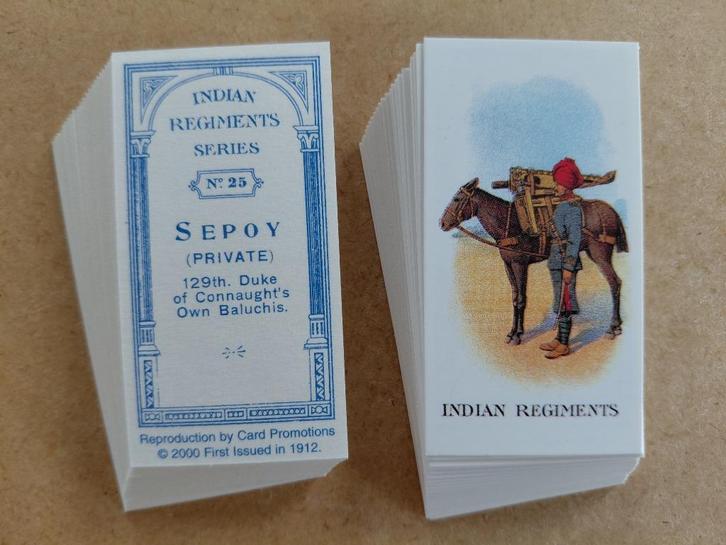 INDIAN
REGIMENTS
SERIES
No. 25
SEPOY
(PRIVATE)
129th. Duke
of Connaught's
Own Baluchis.
Reproduction by Card Promotions
© 2000 First Issued in 1912.
INDIAN REGIMENTS